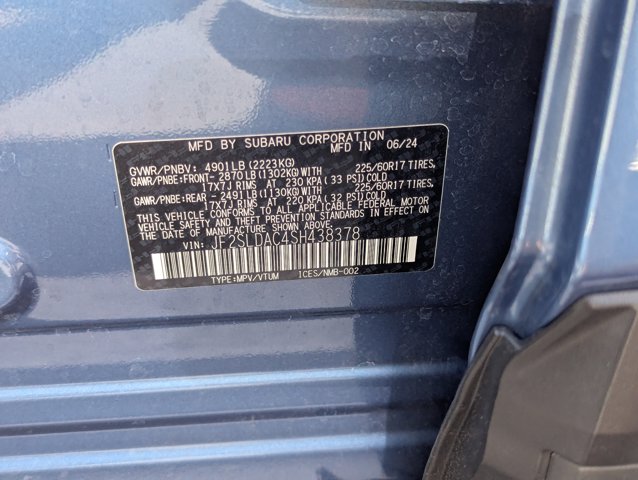 MFD BY SUBARU CORPORATION
MFD IN 06/24
GVWR/PNBV: 4901LB (2223KG)
GAWR/PNBE:FRONT- 2870LB(1302KG)WITH 225/60R17 TIRES,
17X7J RIMS AT 230 KPA( 33 PSI)COLD
GAWR/PNBE:REAR -2491LB(1130KG)WITH 225/60R17 TIRES,
17X7J RIMS AT 220 KPA( 32 PSI)COLD
THIS VEHICLE CONFORMS TO ALL APPLICABLE FEDERAL MOTOR
VEHICLE SAFETY AND THEFT PREVENTION STANDARDS IN EFFECT ON
THE DATE OF MANUFACTURE SHOWN ABOVE.
VIN: JF2SLDAC4SH438378
TYPE:MPV/VTUM ICES/NMB-002